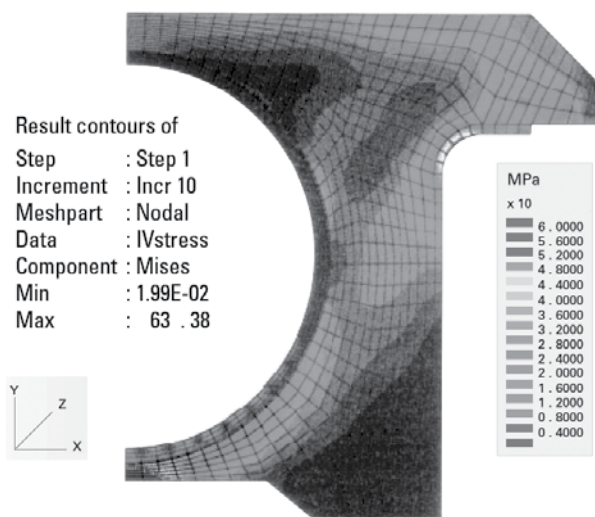 Result contours of
Step : Step 1
Increment : Incr 10
Meshpart : Nodal
Data : IVstress
Component : Mises
Min : 1.99E-02
Max : 63 . 38
MPa
x 10
6 . 0000
5 . 6000
5 . 2000
4 . 8000
4 . 4000
4 . 0000
3 . 6000
3 . 2000
2 . 8000
2 . 4000
2 . 0000
1 . 6000
1 . 2000
0 . 8000
0 . 4000
Y
Z
X